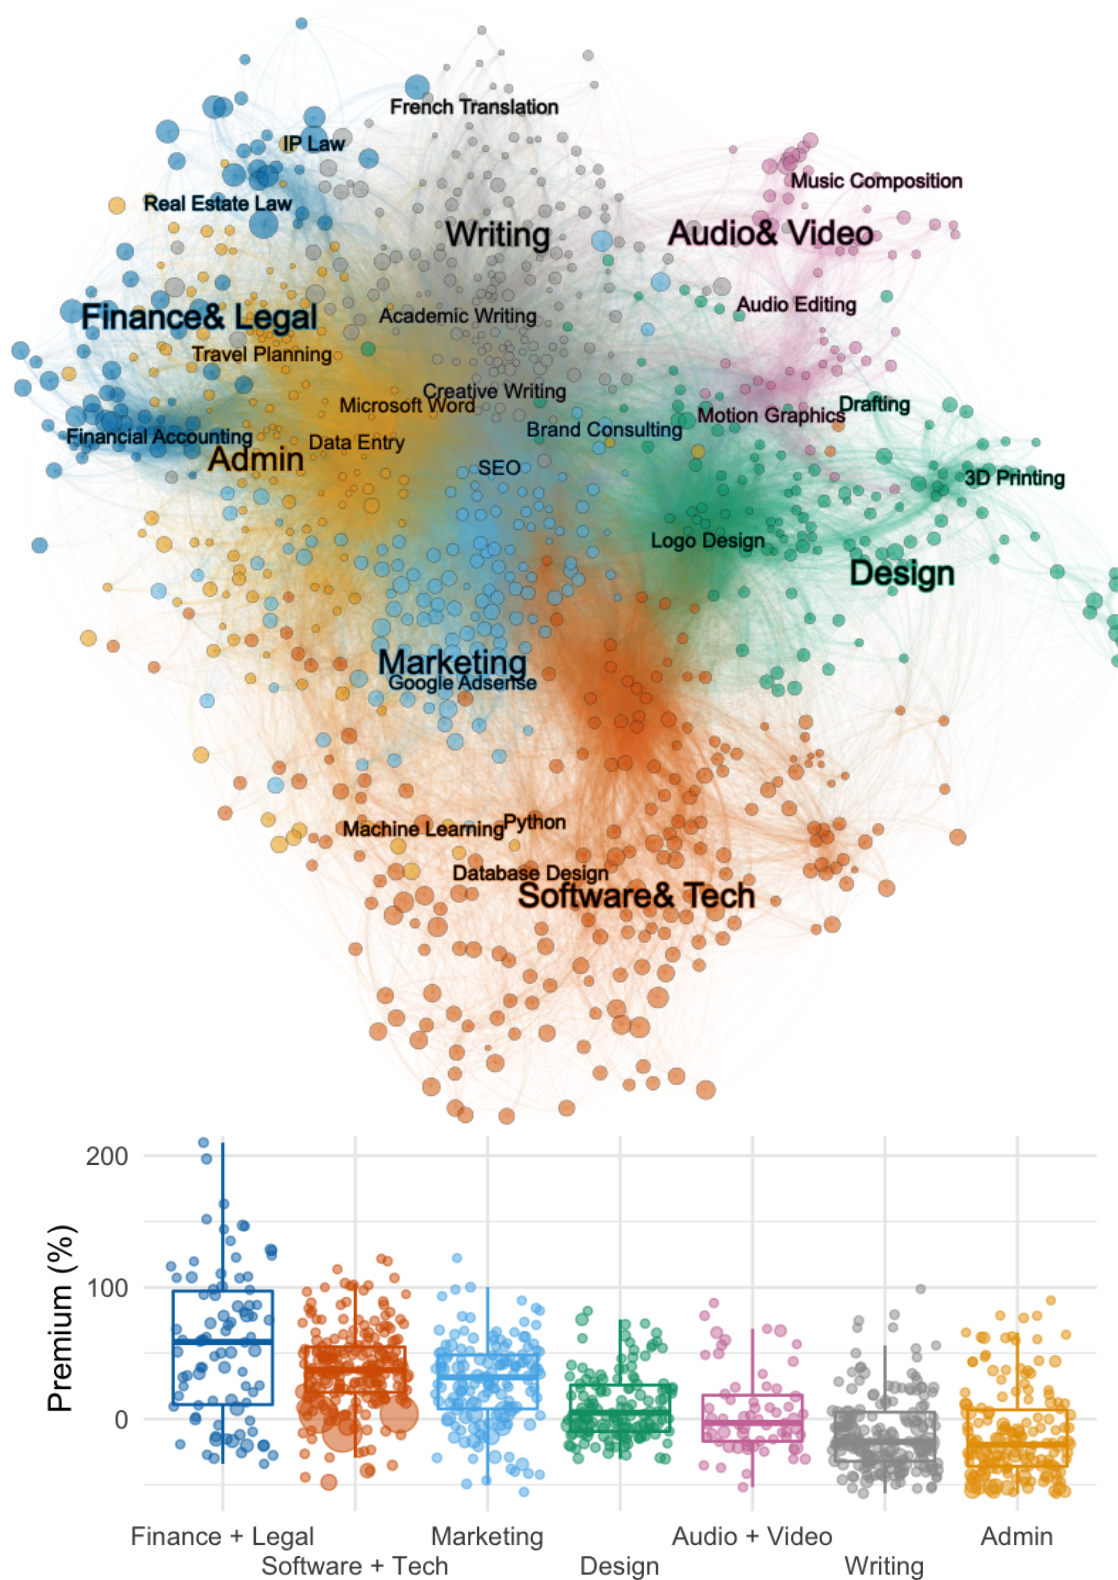 French Translation
IP Law
Music Composition
Real Estate Law
Writing
Audio& Video
Audio Editing
Finance& Legal
Academic Writing
Travel Planning
Creative Writing
Microsoft Word
Drafting
Motion Graphics
Brand Consulting
Financial Accounting
Data Entry
Admin
SEO
3D Printing
Logo Design
Design
Marketing
Google Adsense
Python
Machine Learning
Database Design
Software& Tech
200
100
0
Premium (%)
Finance + Legal
Marketing
Audio + Video
Admin
Software + Tech
Design
Writing